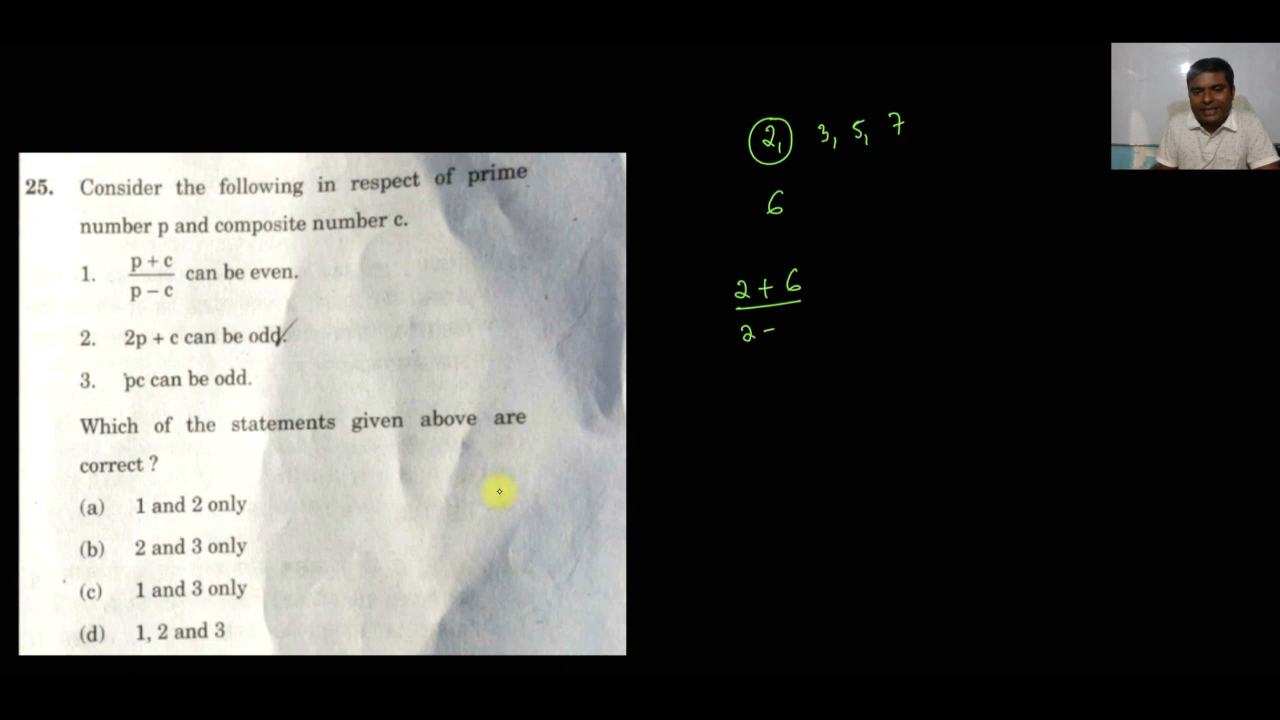 25. Consider the following in respect of prime
number p and composite number c.
1. p + c / p − c can be even.
2. 2p + c can be odd.
3. pc can be odd.
Which of the statements given above are
correct ?
(a) 1 and 2 only
(b) 2 and 3 only
(c) 1 and 3 only
(d) 1, 2 and 3
2, 3, 5, 7
6
2 + 6
2 −